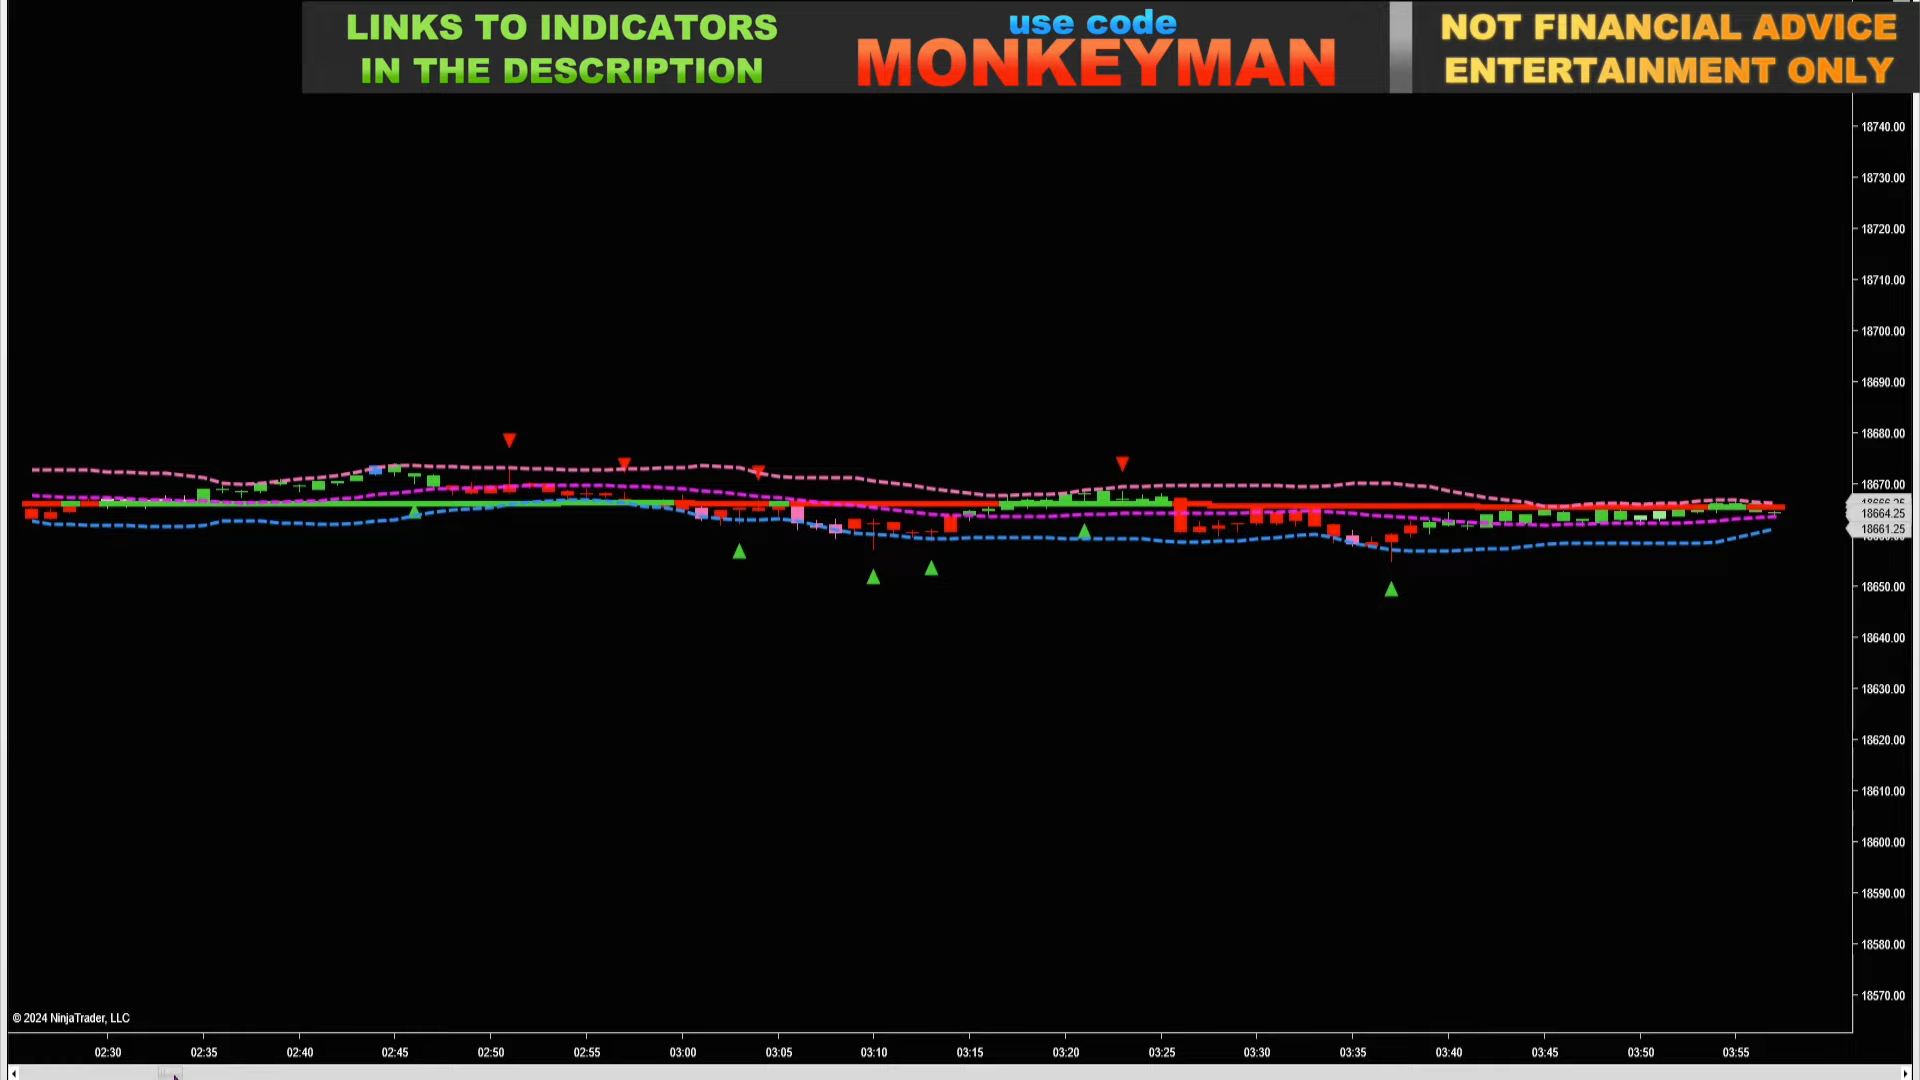 LINKS TO INDICATORS
IN THE DESCRIPTION
use code
MONKEYMAN
NOT FINANCIAL ADVICE
ENTERTAINMENT ONLY
18740.00
18730.00
18720.00
18710.00
18700.00
18690.00
18680.00
18670.00
18664.25
18661.25
18650.00
18640.00
18630.00
18620.00
18610.00
18600.00
18590.00
18580.00
18570.00
© 2024 NinjaTrader, LLC
02:30 02:35 02:40 02:45 02:50 02:55 03:00 03:05 03:10 03:15 03:20 03:25 03:30 03:35 03:40 03:45 03:50 03:55